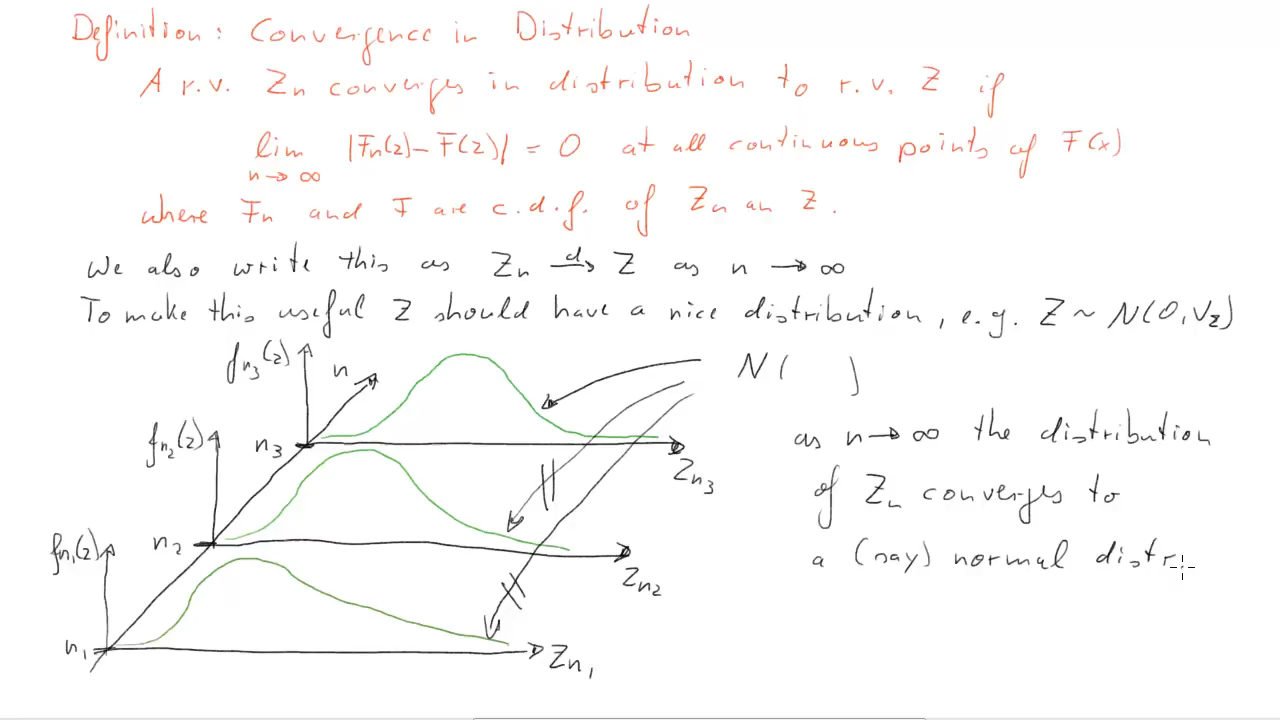 Definition: Convergence in Distribution
A r.v. Zn converges in distribution to r.v. Z if
lim n→∞ |Fn(z) - F(z)| = 0 at all continuous points of F(x)
where Fn and F are c.d.f. of Zn an Z.
We also write this as Zn →d Z as n → ∞
To make this useful Z should have a nice distribution, e.g. Z ~ N(0, Vz)
fn3(z)
n
N( )
fn2(z)
n3
Zn3
as n → ∞ the distribution
of Zn converges to
a (say) normal distr
fn1(z)
n2
Zn2
n1
Zn1